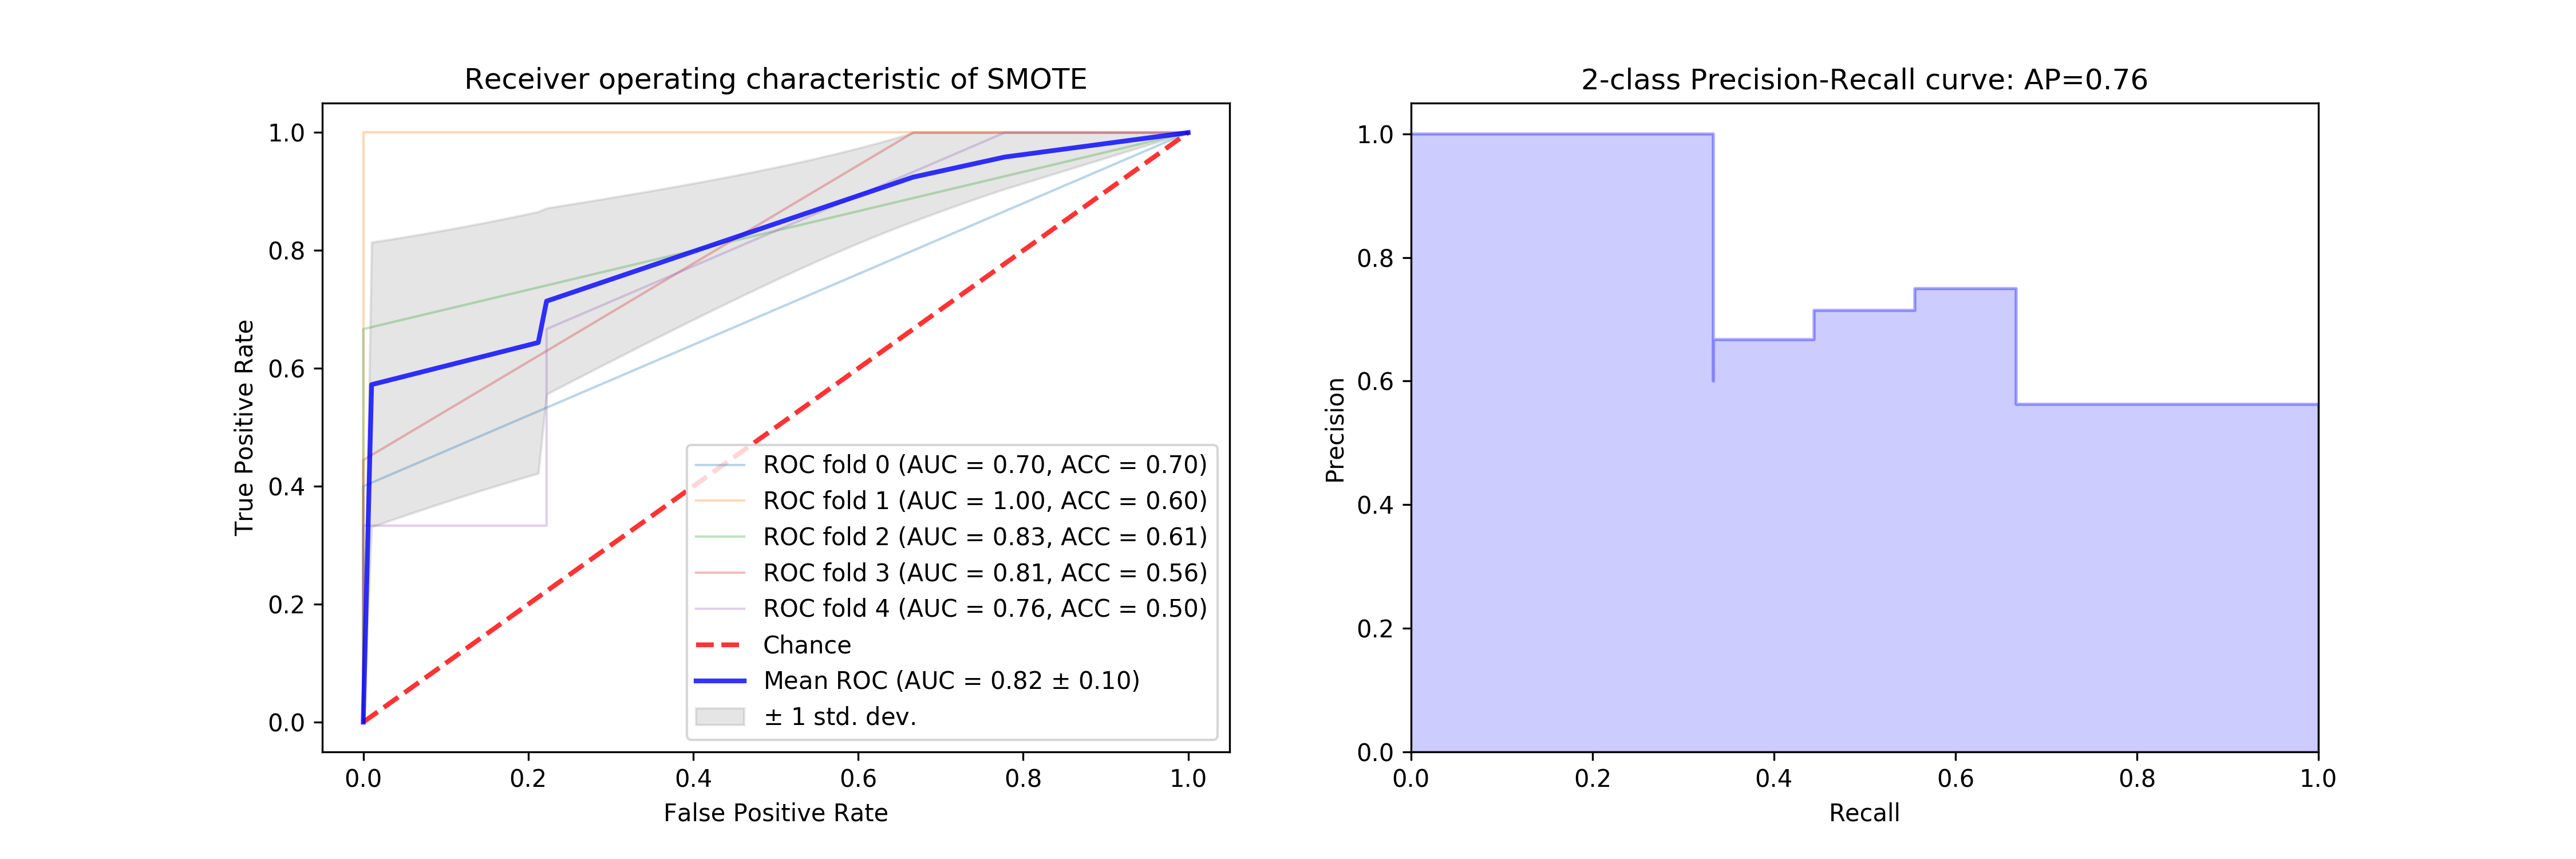 Receiver operating characteristic of SMOTE
True Positive Rate
1.0
0.8
0.6
0.4
0.2
0.0
ROC fold 0 (AUC = 0.70, ACC = 0.70)
ROC fold 1 (AUC = 1.00, ACC = 0.60)
ROC fold 2 (AUC = 0.83, ACC = 0.61)
ROC fold 3 (AUC = 0.81, ACC = 0.56)
ROC fold 4 (AUC = 0.76, ACC = 0.50)
Chance
Mean ROC (AUC = 0.82 ± 0.10)
± 1 std. dev.
0.0 0.2 0.4 0.6 0.8 1.0
False Positive Rate
2-class Precision-Recall curve: AP=0.76
Precision
1.0
0.8
0.6
0.4
0.2
0.0
0.0 0.2 0.4 0.6 0.8 1.0
Recall